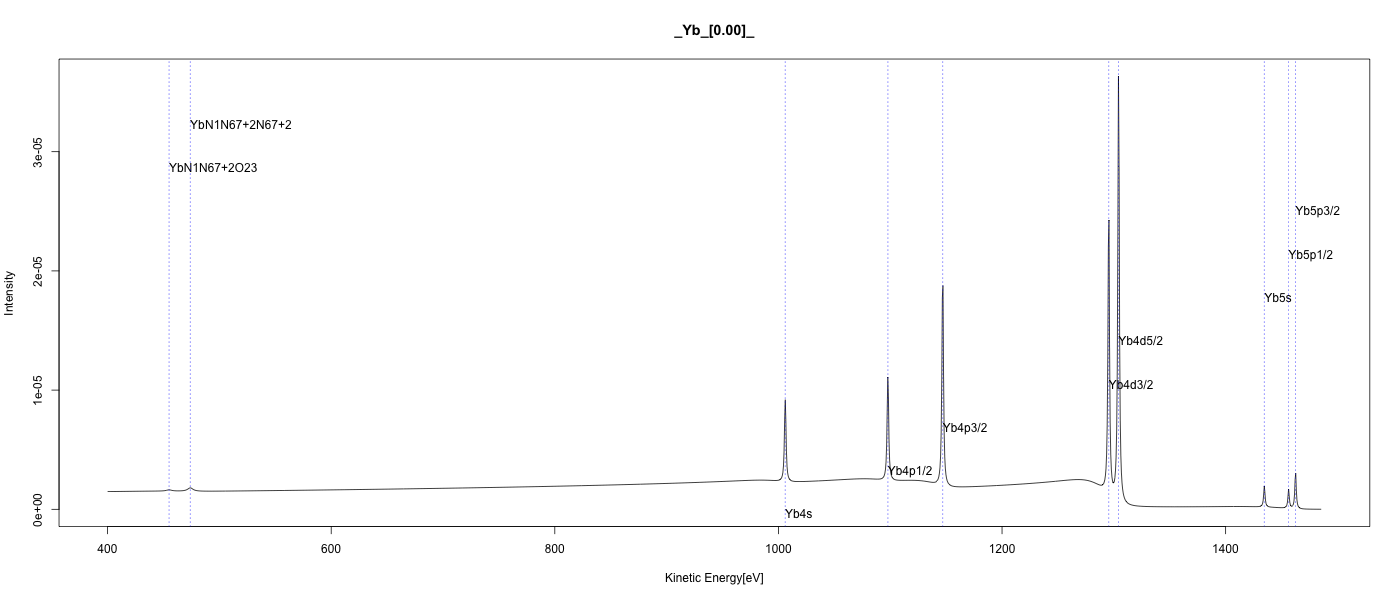 _Yb_[0.00]_
YbN1N67+2N67+2
YbN1N67+2O23
Yb5p3/2
Yb5p1/2
Yb5s
Yb4d5/2
Yb4d3/2
Yb4p3/2
Yb4p1/2
Yb4s
Intensity
0e+00
1e-05
2e-05
3e-05
400
600
800
1000
1200
1400
Kinetic Energy[eV]